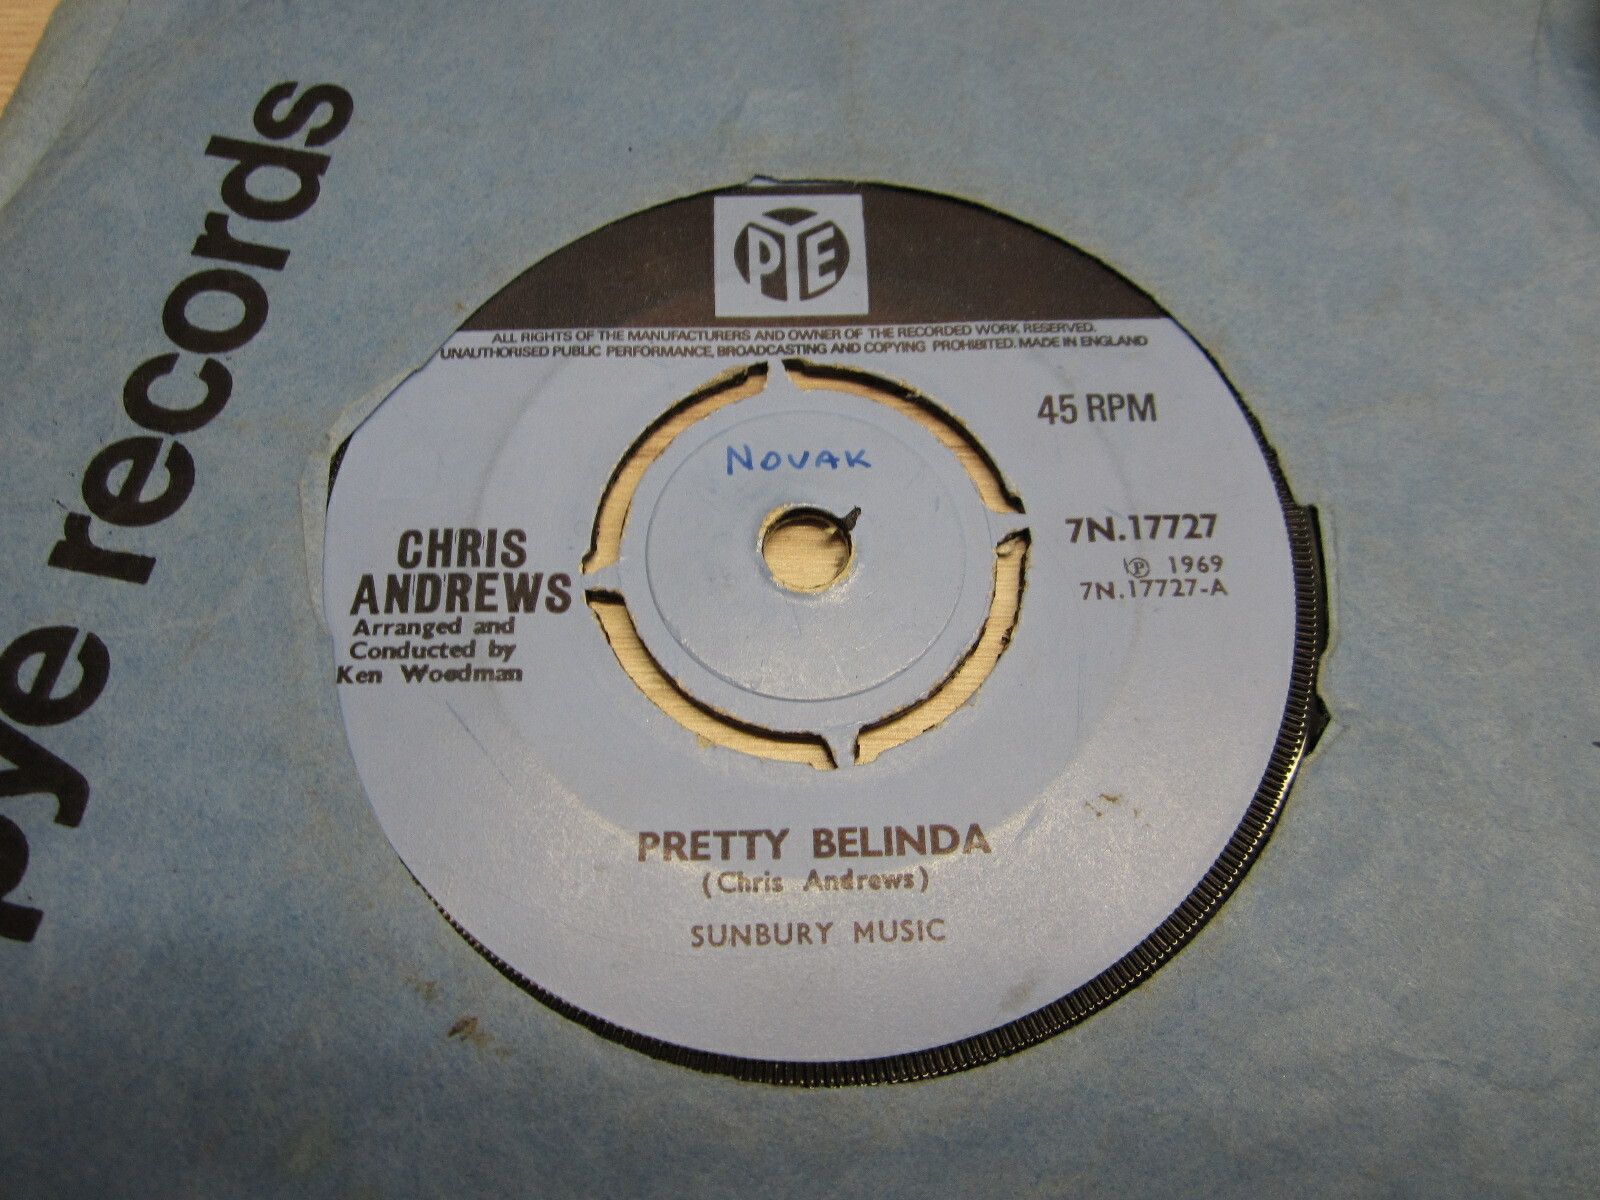 pye records
PYE
ALL RIGHTS OF THE MANUFACTURERS AND OWNER OF THE RECORDED WORK RESERVED.
UNAUTHORISED PUBLIC PERFORMANCE, BROADCASTING AND COPYING PROHIBITED. MADE IN ENGLAND
45 RPM
NOVAK
CHRIS
ANDREWS
Arranged and
Conducted by
Ken Woodman
7N.17727
℗ 1969
7N.17727-A
PRETTY BELINDA
(Chris Andrews)
SUNBURY MUSIC